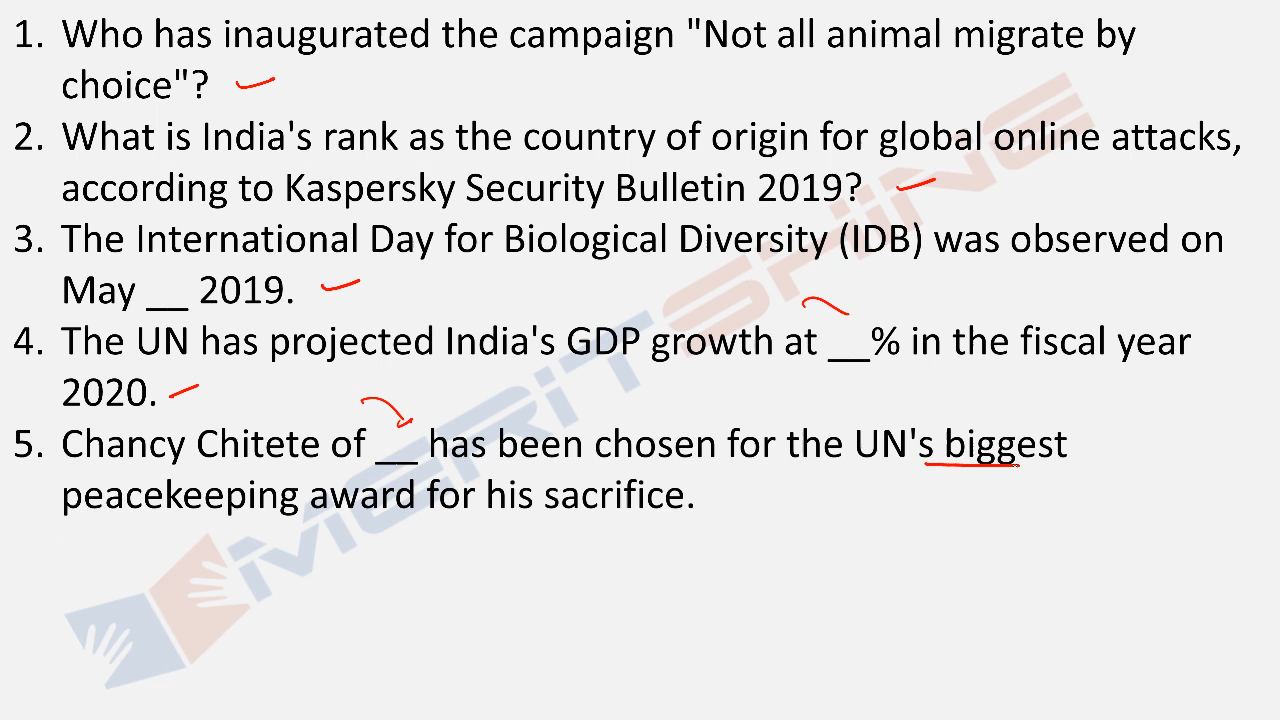 1. Who has inaugurated the campaign "Not all animal migrate by
choice"?
2. What is India's rank as the country of origin for global online attacks,
according to Kaspersky Security Bulletin 2019?
3. The International Day for Biological Diversity (IDB) was observed on
May __ 2019.
4. The UN has projected India's GDP growth at __% in the fiscal year
2020.
5. Chancy Chitete of __ has been chosen for the UN's biggest
peacekeeping award for his sacrifice.
MERiT SHiNE